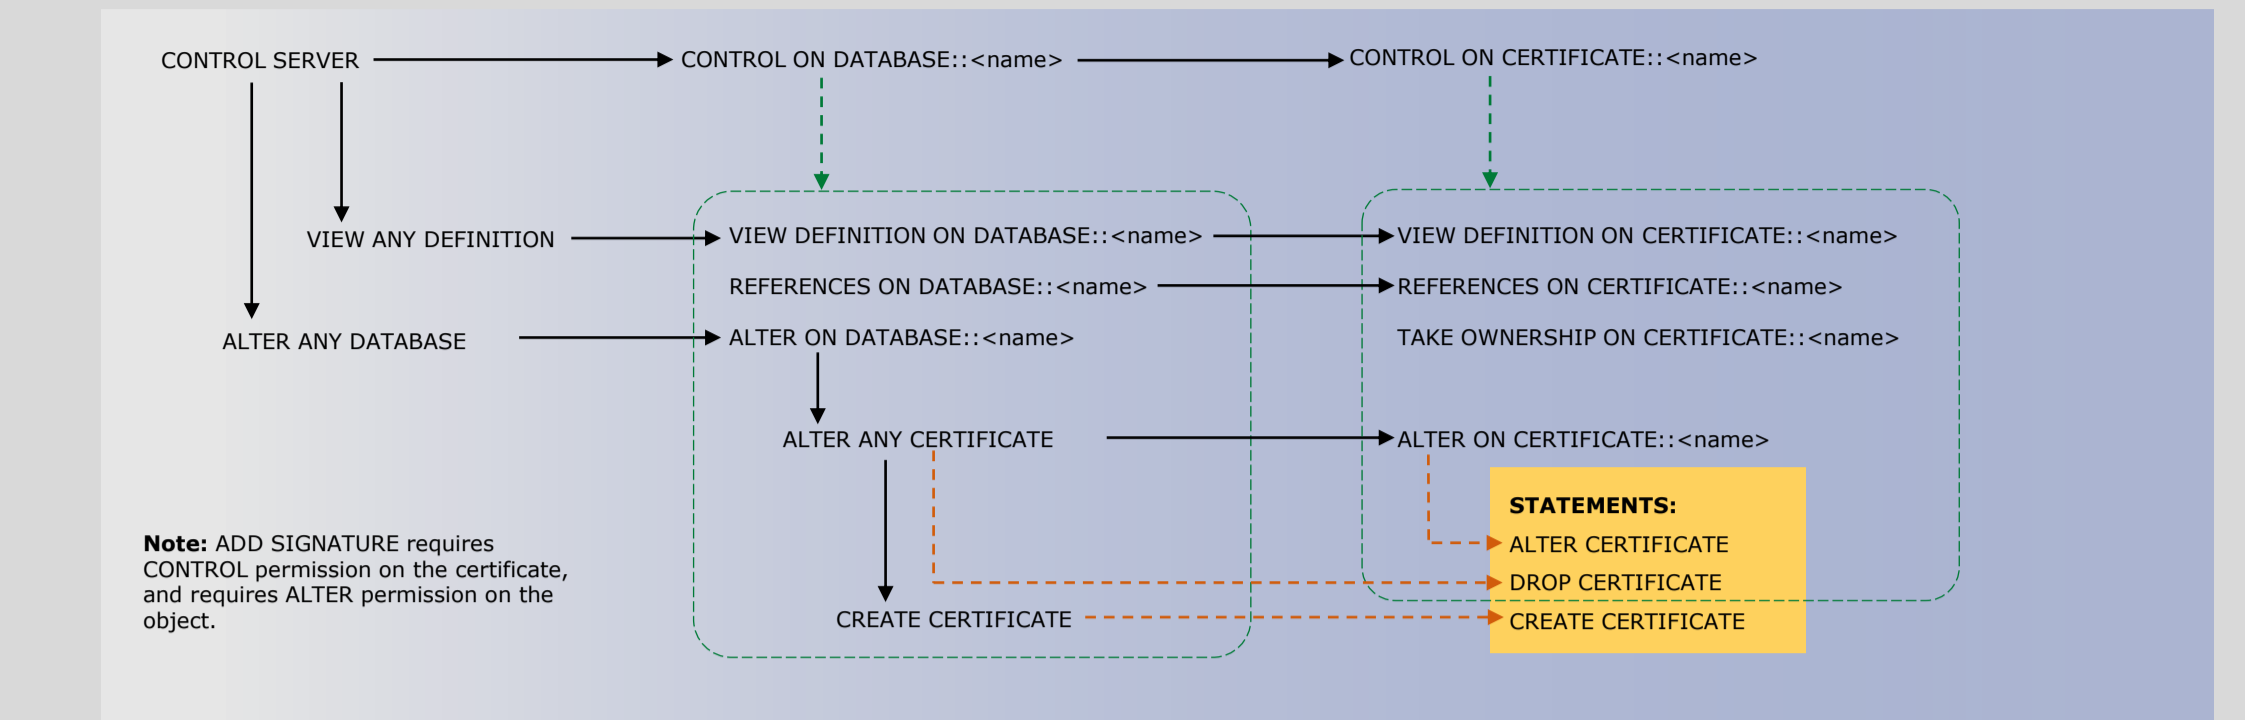 CONTROL SERVER
CONTROL ON DATABASE::<name>
CONTROL ON CERTIFICATE::<name>
VIEW ANY DEFINITION
VIEW DEFINITION ON DATABASE::<name>
VIEW DEFINITION ON CERTIFICATE::<name>
REFERENCES ON DATABASE::<name>
REFERENCES ON CERTIFICATE::<name>
ALTER ANY DATABASE
ALTER ON DATABASE::<name>
TAKE OWNERSHIP ON CERTIFICATE::<name>
ALTER ANY CERTIFICATE
ALTER ON CERTIFICATE::<name>
STATEMENTS:
ALTER CERTIFICATE
DROP CERTIFICATE
CREATE CERTIFICATE
CREATE CERTIFICATE
Note: ADD SIGNATURE requires
CONTROL permission on the certificate,
and requires ALTER permission on the
object.